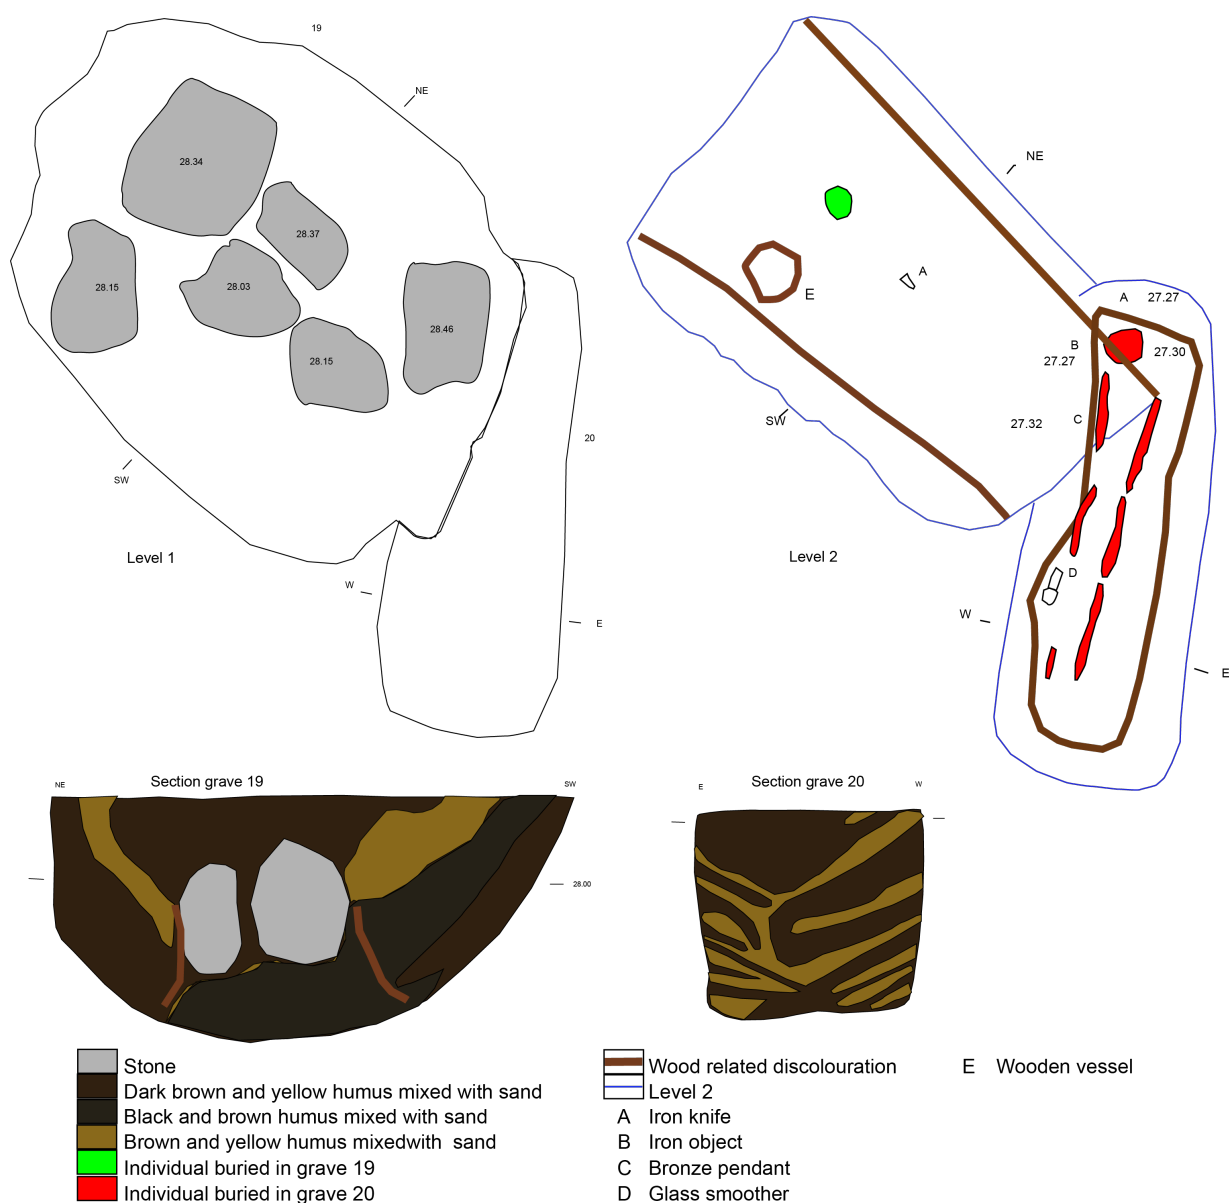 19
NE
28.34
28.37
28.15
28.03
28.46
28.15
20
SW
Level 1
W
E
NE
A
E
A 27.27
B
27.27
27.30
C
27.32
SW
Level 2
D
W
E
Section grave 19
NE
SW
28.00
Section grave 20
E
W
Stone
Dark brown and yellow humus mixed with sand
Black and brown humus mixed with sand
Brown and yellow humus mixedwith sand
Individual buried in grave 19
Individual buried in grave 20
Wood related discolouration
Level 2
A Iron knife
B Iron object
C Bronze pendant
D Glass smoother
E Wooden vessel